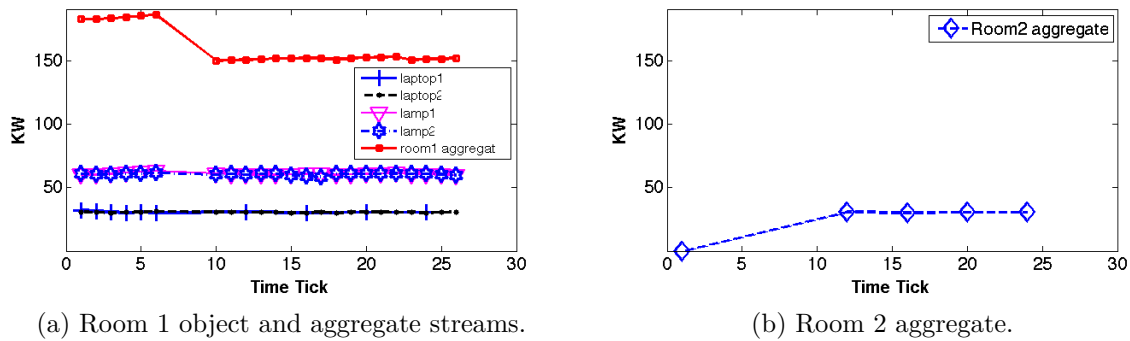 KW
150
100
50
0
0 5 10 15 20 25 30
Time Tick
laptop1
laptop2
lamp1
lamp2
room1 aggregat
(a) Room 1 object and aggregate streams.
KW
150
100
50
0
0 5 10 15 20 25 30
Time Tick
Room2 aggregate
(b) Room 2 aggregate.